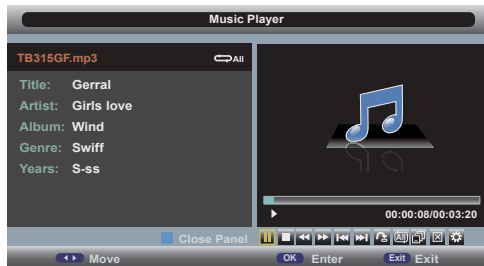 Music Player
TB315GF.mp3 All
Title: Gerral
Artist: Girls love
Album: Wind
Genre: Swiff
Years: S-ss
00:00:08/00:03:20
Close Panel All
Move OK Enter Exit Exit